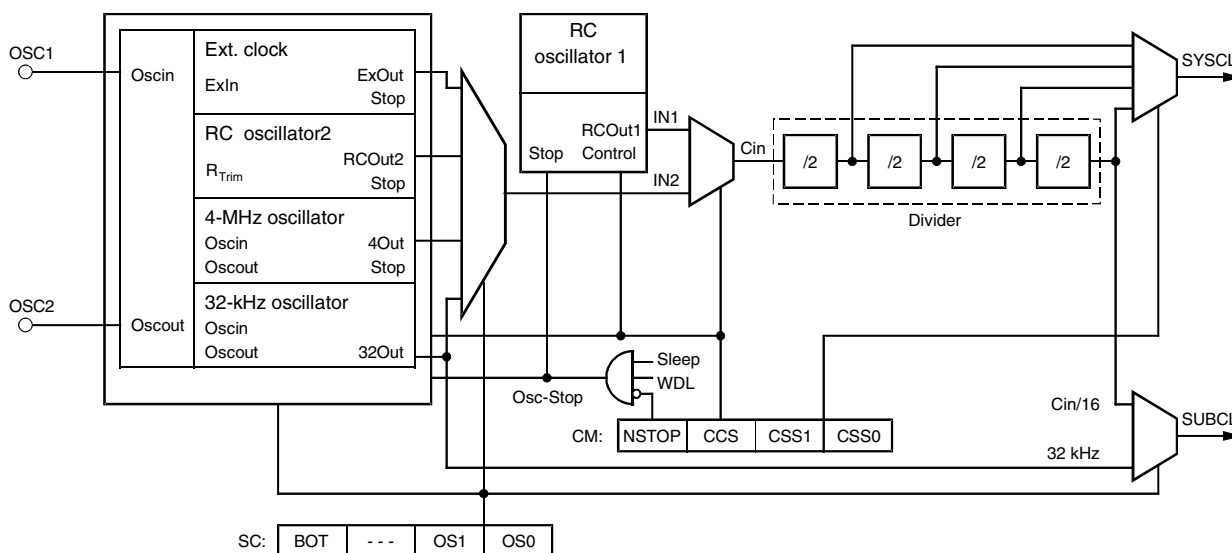 OSC1
Oscin
Ext. clock
ExIn
ExOut
Stop
RC oscillator2
RTrim
RCOut2
Stop
4-MHz oscillator
Oscin
Oscout
4Out
Stop
32-kHz oscillator
Oscin
Oscout
32Out
OSC2
Oscout
RC
oscillator 1
RCOut1
Stop
Control
IN1
IN2
Cin
/2
/2
/2
/2
Divider
SYSCL
Sleep
WDL
Osc-Stop
CM:
NSTOP
CCS
CSS1
CSS0
Cin/16
32 kHz
SUBCL
SC:
BOT
- - -
OS1
OS0